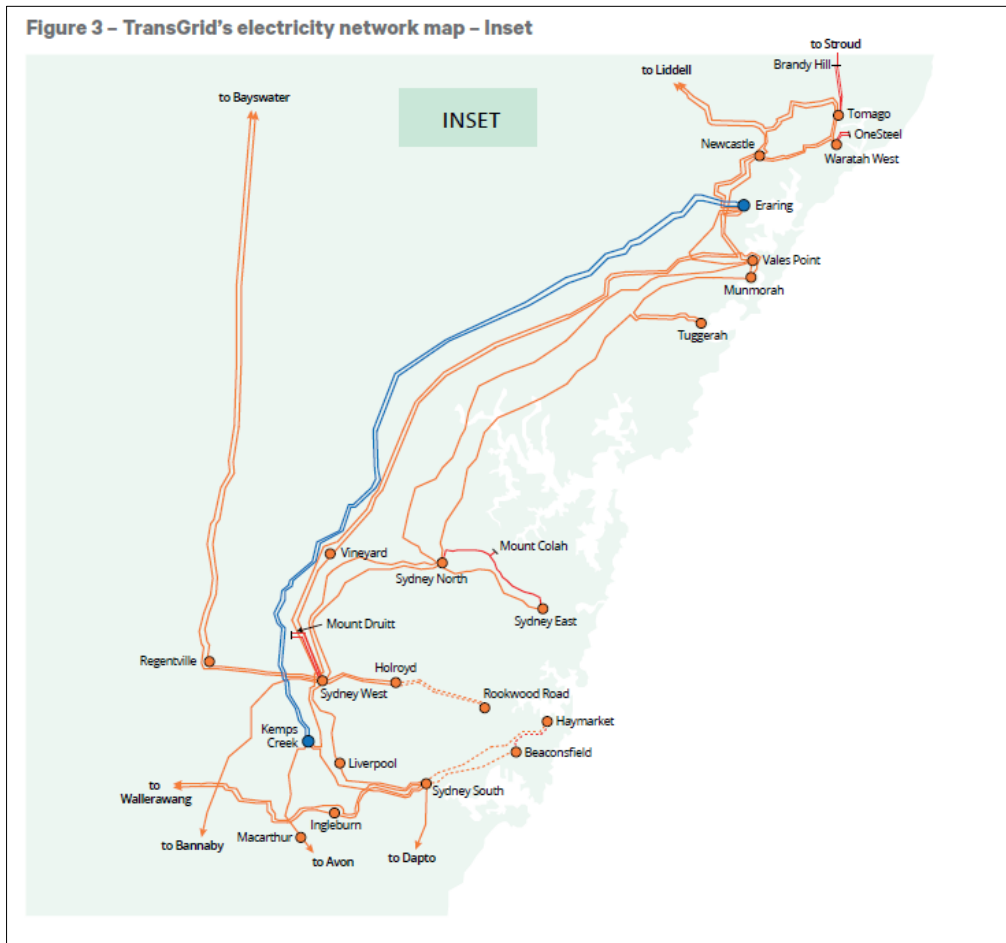 Figure 3 – TransGrid's electricity network map – Inset
to Stroud
Brandy Hill
to Liddell
to Bayswater
INSET
Tomago
OneSteel
Newcastle
Waratah West
Eraring
Vales Point
Munmorah
Tuggerah
Mount Colah
Vineyard
Sydney North
Sydney East
Mount Druitt
Regentville
Holroyd
Sydney West
Rookwood Road
Haymarket
Kemps
Creek
Beaconsfield
Liverpool
to
Wallerawang
Sydney South
Ingleburn
Macarthur
to Bannaby
to Avon
to Dapto